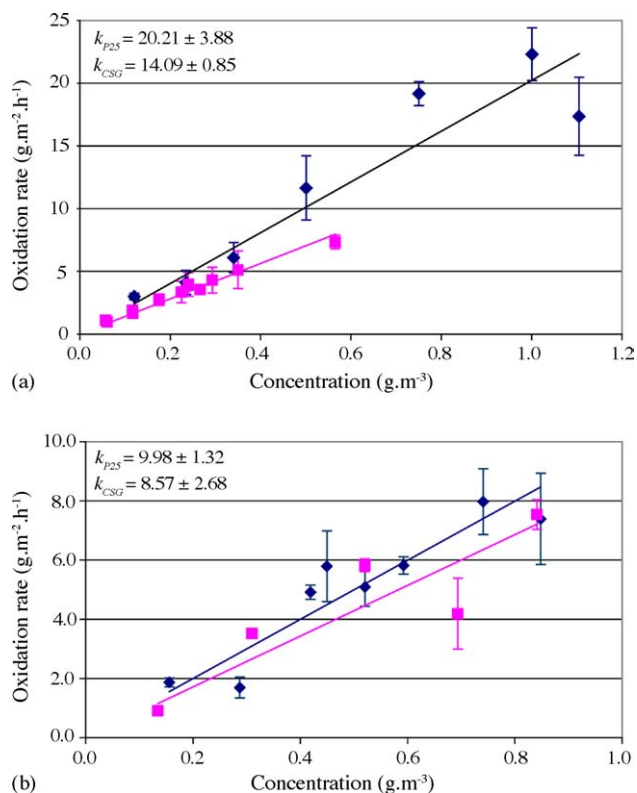 25
k_P25 = 20.21 ± 3.88
k_CSG = 14.09 ± 0.85
20
15
10
5
0
Oxidation rate (g.m⁻².h⁻¹)
0.0 0.2 0.4 0.6 0.8 1.0 1.2
(a) Concentration (g.m⁻³)
10.0
k_P25 = 9.98 ± 1.32
k_CSG = 8.57 ± 2.68
8.0
6.0
4.0
2.0
0.0
Oxidation rate (g.m⁻².h⁻¹)
0.0 0.2 0.4 0.6 0.8 1.0
(b) Concentration (g.m⁻³)